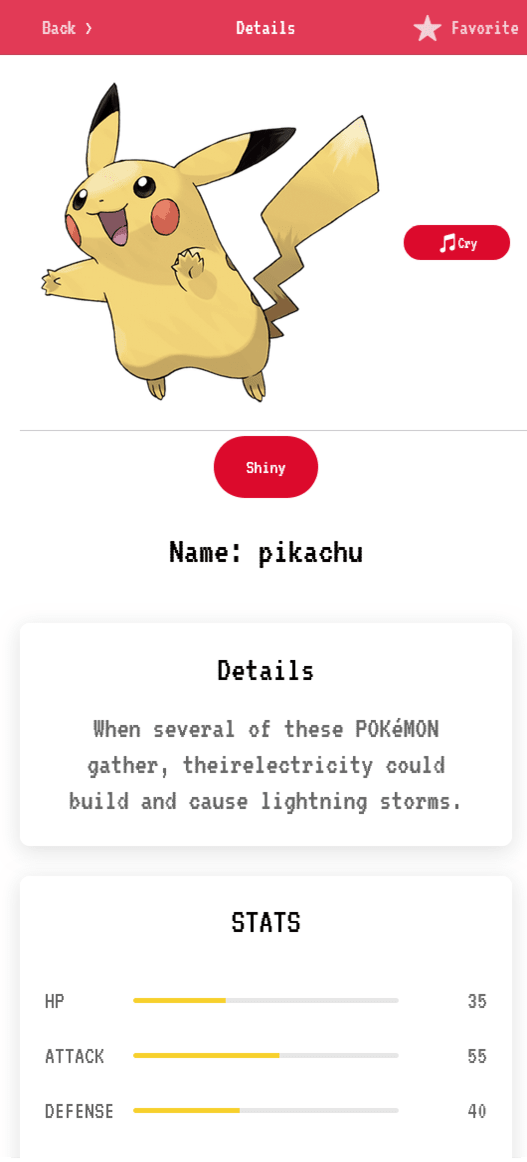 Back ›
Details
Favorite
Cry
Shiny
Name: pikachu
Details
When several of these POKéMON
gather, theirelectricity could
build and cause lightning storms.
STATS
HP 35
ATTACK 55
DEFENSE 40